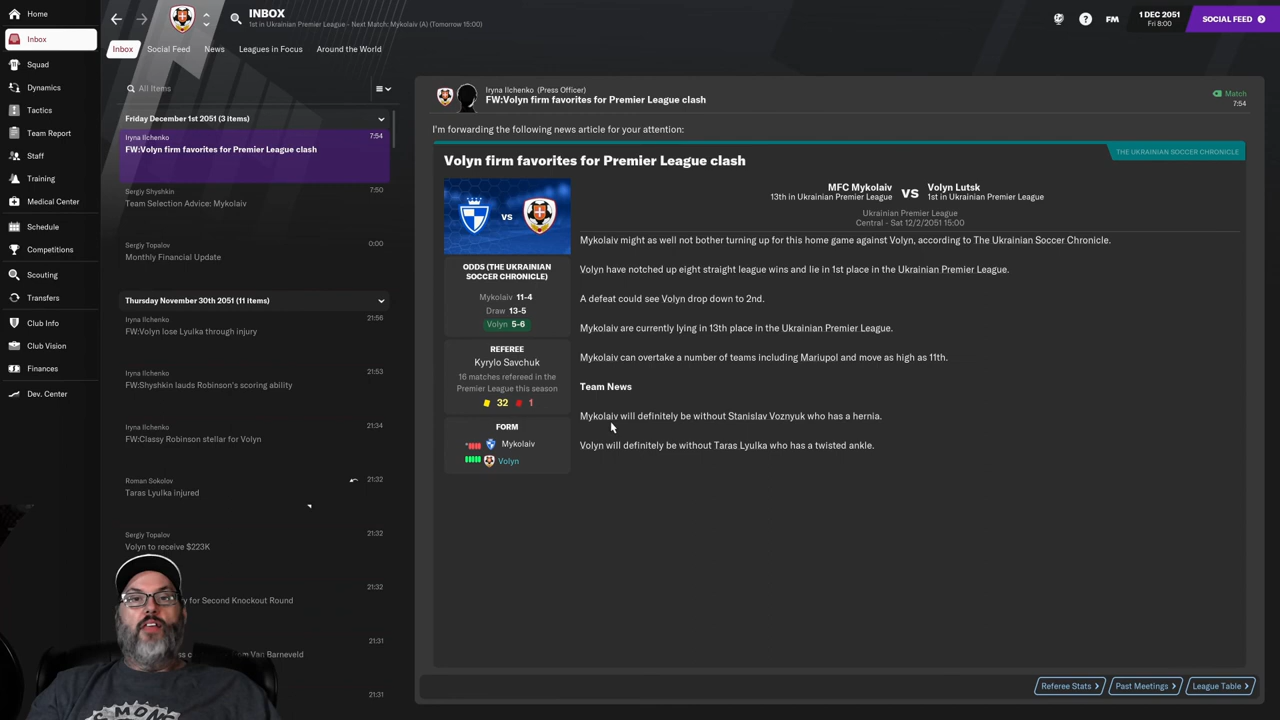 Home
Inbox
Squad
Dynamics
Tactics
Team Report
Staff
Training
Medical Center
Schedule
Competitions
Scouting
Transfers
Club Info
Club Vision
Finances
Dev. Center
INBOX
1st in Ukrainian Premier League - Next Match: Mykolaiv (A) (Tomorrow 15:00)
FM
1 DEC 2051
Fri 8:00
SOCIAL FEED
Inbox
Social Feed
News
Leagues in Focus
Around the World
All Items
Friday December 1st 2051 (3 items)
Iryna Ilchenko 7:54
FW:Volyn firm favorites for Premier League clash
Sergiy Shyshkin 7:50
Team Selection Advice: Mykolaiv
Sergiy Topalov 0:00
Monthly Financial Update
Thursday November 30th 2051 (11 items)
Iryna Ilchenko 21:56
FW:Volyn lose Lyulka through injury
Iryna Ilchenko 21:53
FW:Shyshkin lauds Robinson's scoring ability
Iryna Ilchenko 21:34
FW:Classy Robinson stellar for Volyn
Roman Sokolov 21:32
Taras Lyulka injured
Sergiy Topalov 21:32
Volyn to receive $223K
21:32
for Second Knockout Round
21:31
Van Barneveld
21:31
Iryna Ilchenko (Press Officer)
FW:Volyn firm favorites for Premier League clash
Match
7:54
I'm forwarding the following news article for your attention:
Volyn firm favorites for Premier League clash
THE UKRAINIAN SOCCER CHRONICLE
VS
ODDS (THE UKRAINIAN
SOCCER CHRONICLE)
Mykolaiv 11-4
Draw 13-5
Volyn 5-6
REFEREE
Kyrylo Savchuk
16 matches refereed in the
Premier League this season
32 1
FORM
Mykolaiv
Volyn
MFC Mykolaiv VS Volyn Lutsk
13th in Ukrainian Premier League 1st in Ukrainian Premier League
Ukrainian Premier League
Central - Sat 12/2/2051 15:00
Mykolaiv might as well not bother turning up for this home game against Volyn, according to The Ukrainian Soccer Chronicle.
Volyn have notched up eight straight league wins and lie in 1st place in the Ukrainian Premier League.
A defeat could see Volyn drop down to 2nd.
Mykolaiv are currently lying in 13th place in the Ukrainian Premier League.
Mykolaiv can overtake a number of teams including Mariupol and move as high as 11th.
Team News
Mykolaiv will definitely be without Stanislav Voznyuk who has a hernia.
Volyn will definitely be without Taras Lyulka who has a twisted ankle.
Referee Stats
Past Meetings
League Table